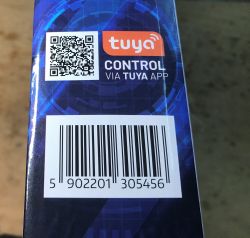 tuya
CONTROL
VIA TUYA APP
5 902201 305456